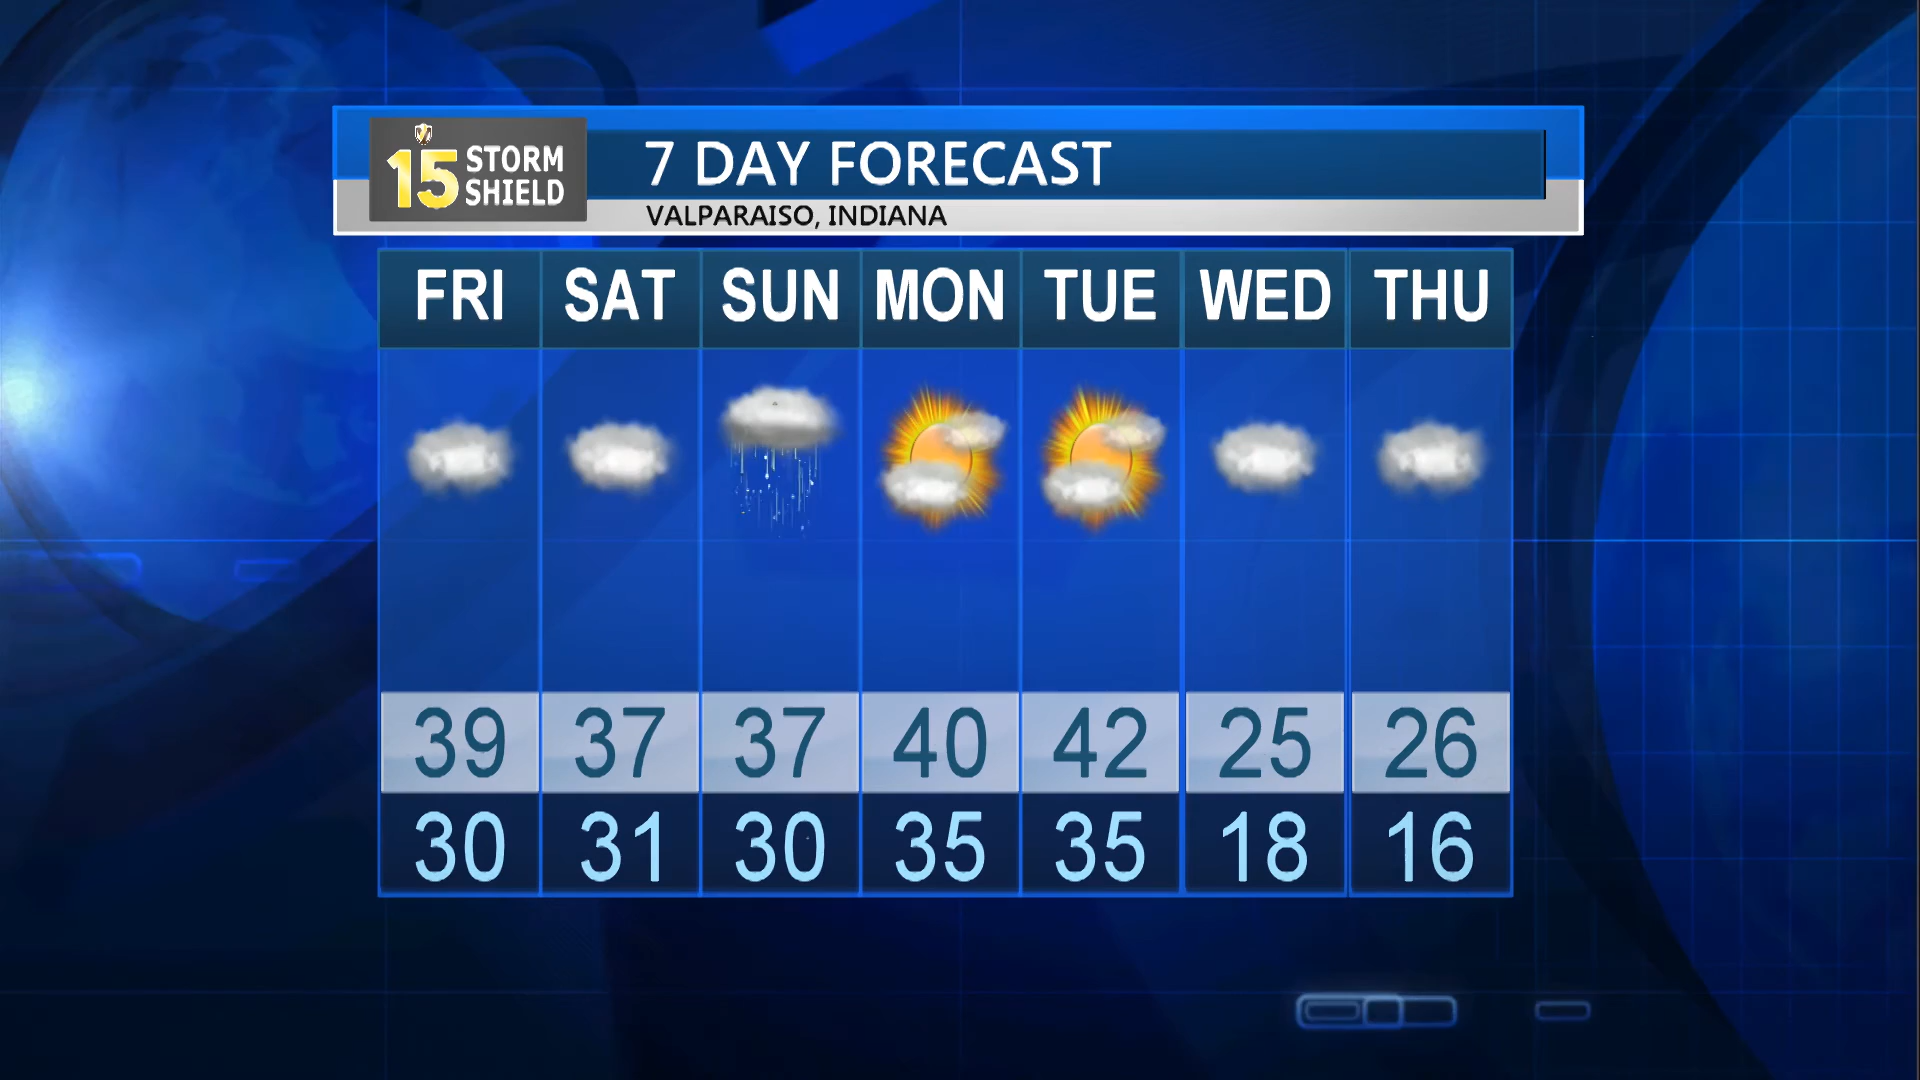 15 STORM SHIELD
7 DAY FORECAST
VALPARAISO, INDIANA
FRI SAT SUN MON TUE WED THU
39 37 37 40 42 25 26
30 31 30 35 35 18 16